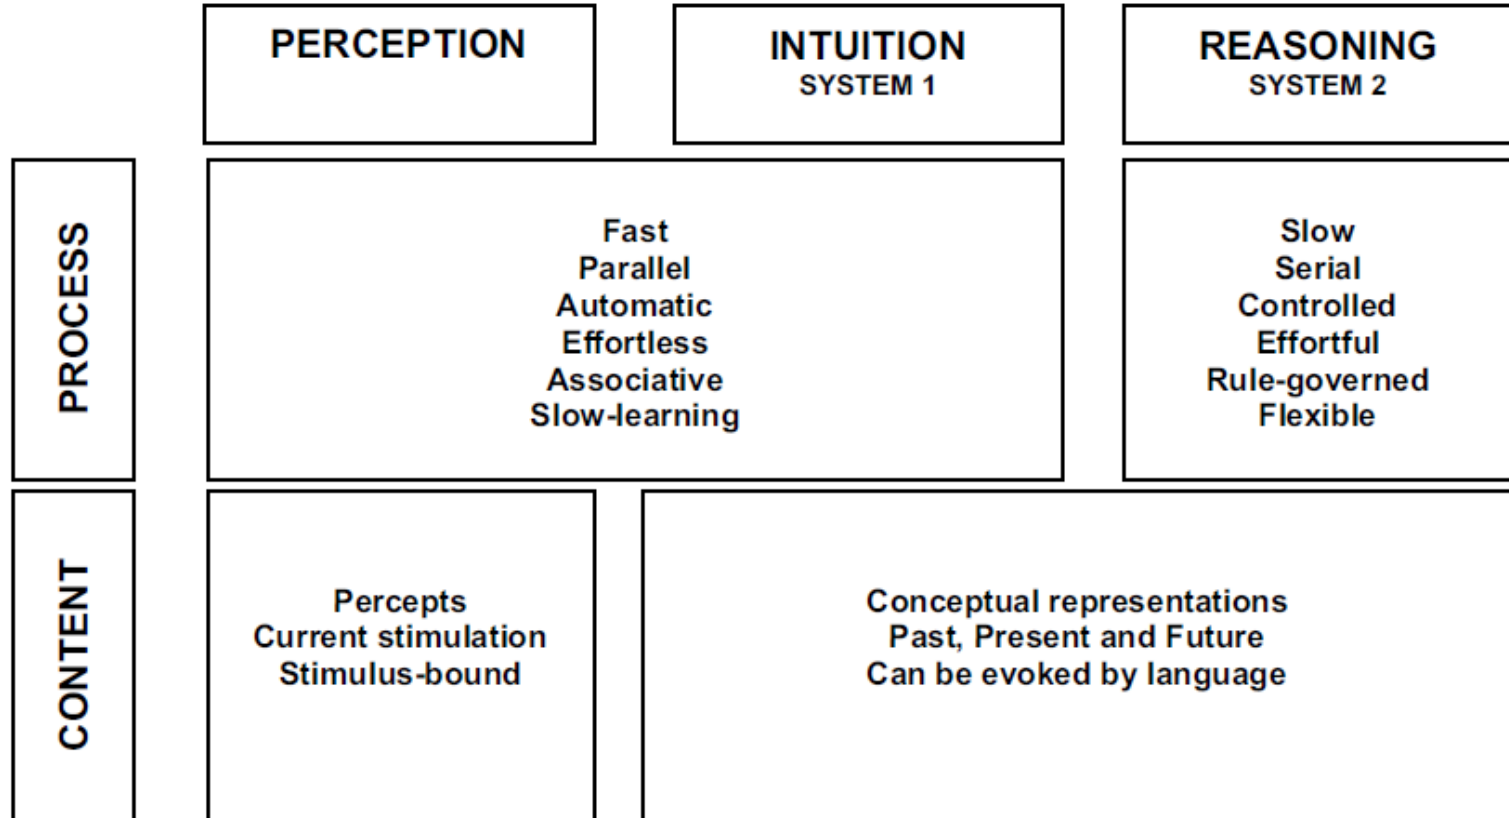 PERCEPTION
INTUITION
SYSTEM 1
REASONING
SYSTEM 2
PROCESS
Fast
Parallel
Automatic
Effortless
Associative
Slow-learning
Slow
Serial
Controlled
Effortful
Rule-governed
Flexible
CONTENT
Percepts
Current stimulation
Stimulus-bound
Conceptual representations
Past, Present and Future
Can be evoked by language